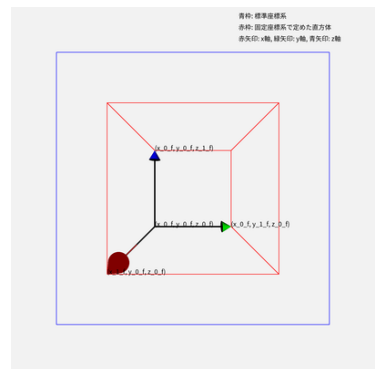 青枠: 標準座標系
赤枠: 固定座標系で定めた直方体
赤矢印: x軸, 緑矢印: y軸, 青矢印: z軸
(x_0_f,y_0_f,z_1_f)
(x_0_f,y_0_f,z_0_f)
(x_0_f,y_1_f,z_0_f)
y_0_f,z_0_f)